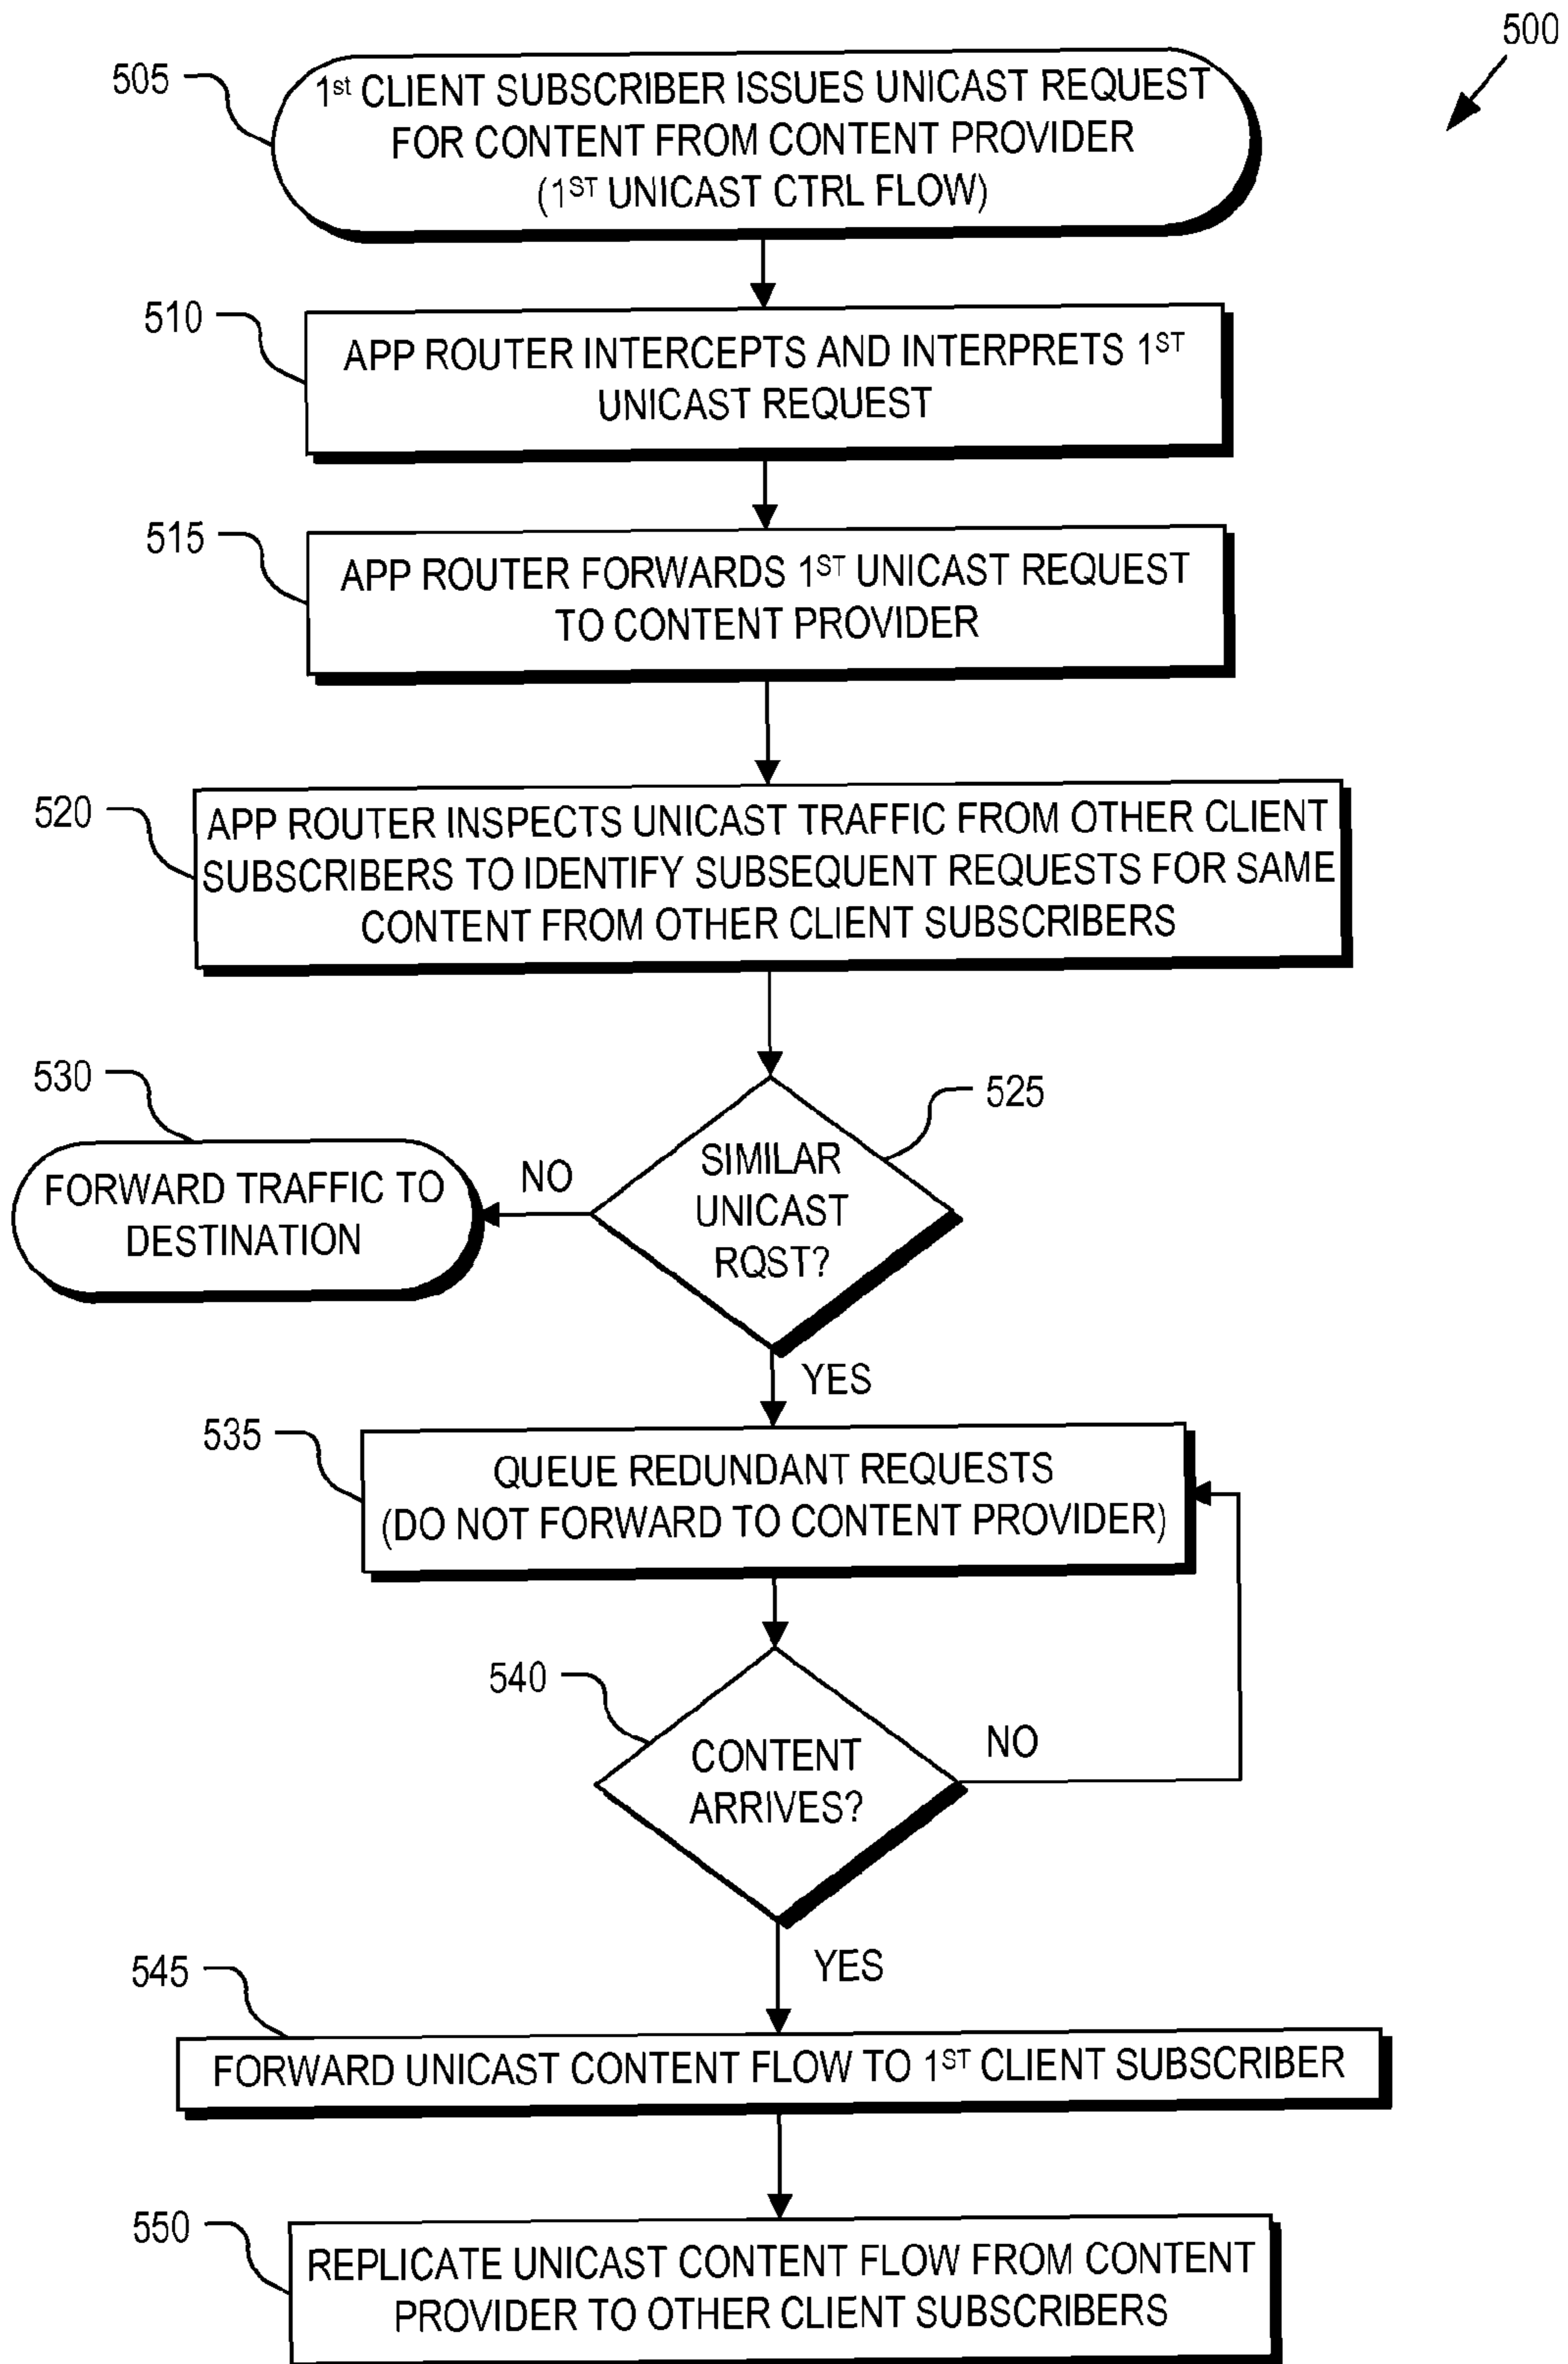 500
505
1st CLIENT SUBSCRIBER ISSUES UNICAST REQUEST
FOR CONTENT FROM CONTENT PROVIDER
(1ST UNICAST CTRL FLOW)
510
APP ROUTER INTERCEPTS AND INTERPRETS 1ST
UNICAST REQUEST
515
APP ROUTER FORWARDS 1ST UNICAST REQUEST
TO CONTENT PROVIDER
520
APP ROUTER INSPECTS UNICAST TRAFFIC FROM OTHER CLIENT
SUBSCRIBERS TO IDENTIFY SUBSEQUENT REQUESTS FOR SAME
CONTENT FROM OTHER CLIENT SUBSCRIBERS
525
SIMILAR
UNICAST
RQST?
NO
530
FORWARD TRAFFIC TO
DESTINATION
YES
535
QUEUE REDUNDANT REQUESTS
(DO NOT FORWARD TO CONTENT PROVIDER)
540
CONTENT
ARRIVES?
NO
YES
545
FORWARD UNICAST CONTENT FLOW TO 1ST CLIENT SUBSCRIBER
550
REPLICATE UNICAST CONTENT FLOW FROM CONTENT
PROVIDER TO OTHER CLIENT SUBSCRIBERS